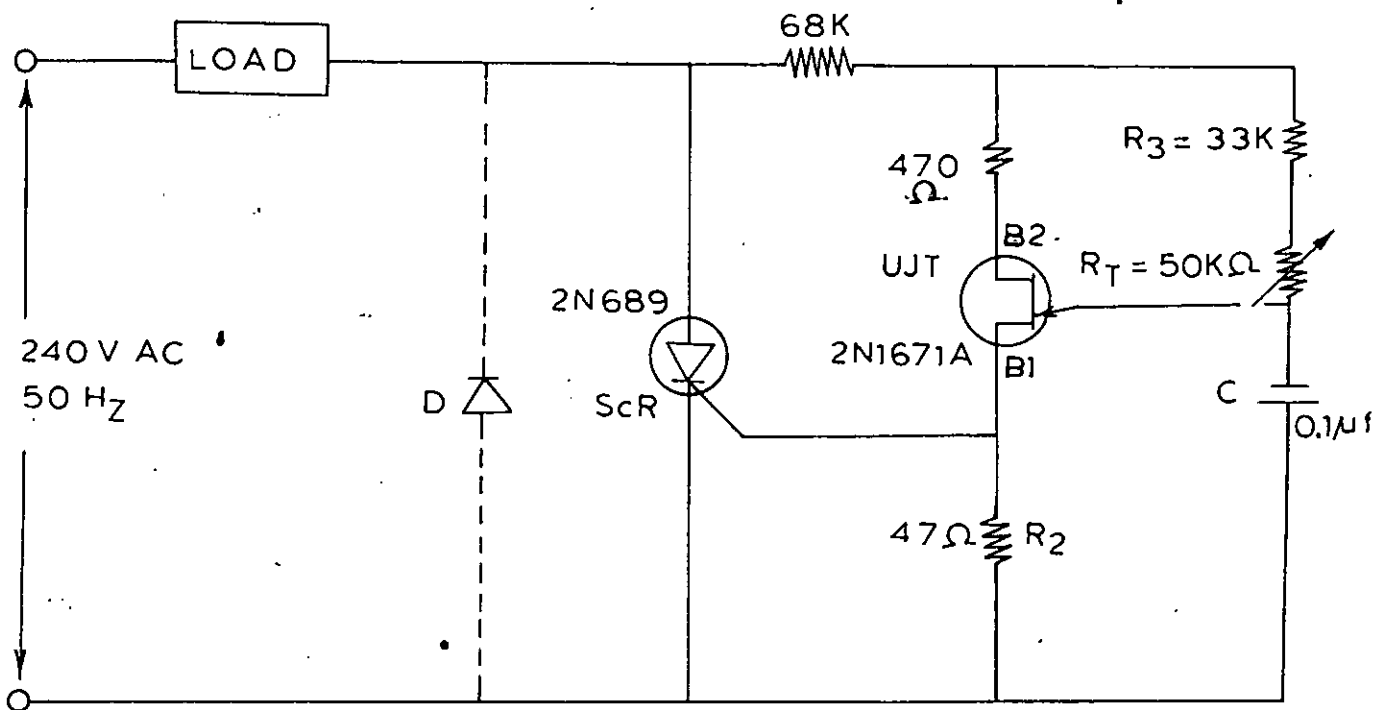 68K
LOAD
R3 = 33K
470
Ω
B2
UJT
RT = 50KΩ
2N689
240V AC
50 HZ
2N1671A
B1
D
ScR
C
0.1μf
47Ω R2